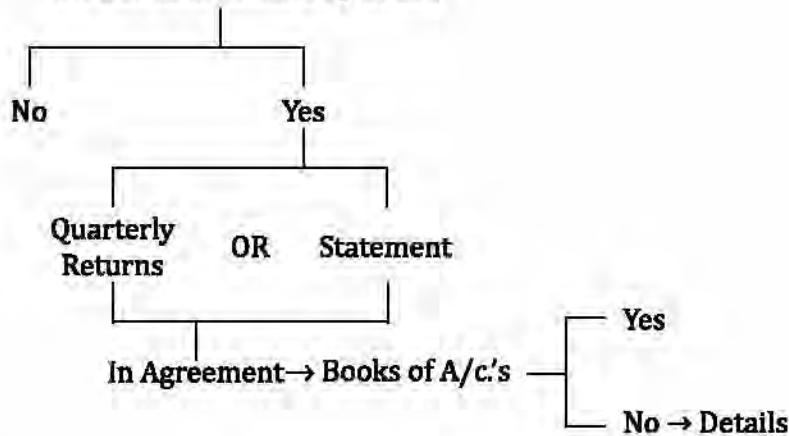 No Yes
Quarterly
Returns OR Statement
Yes
In Agreement→ Books of A/c.'s
No → Details